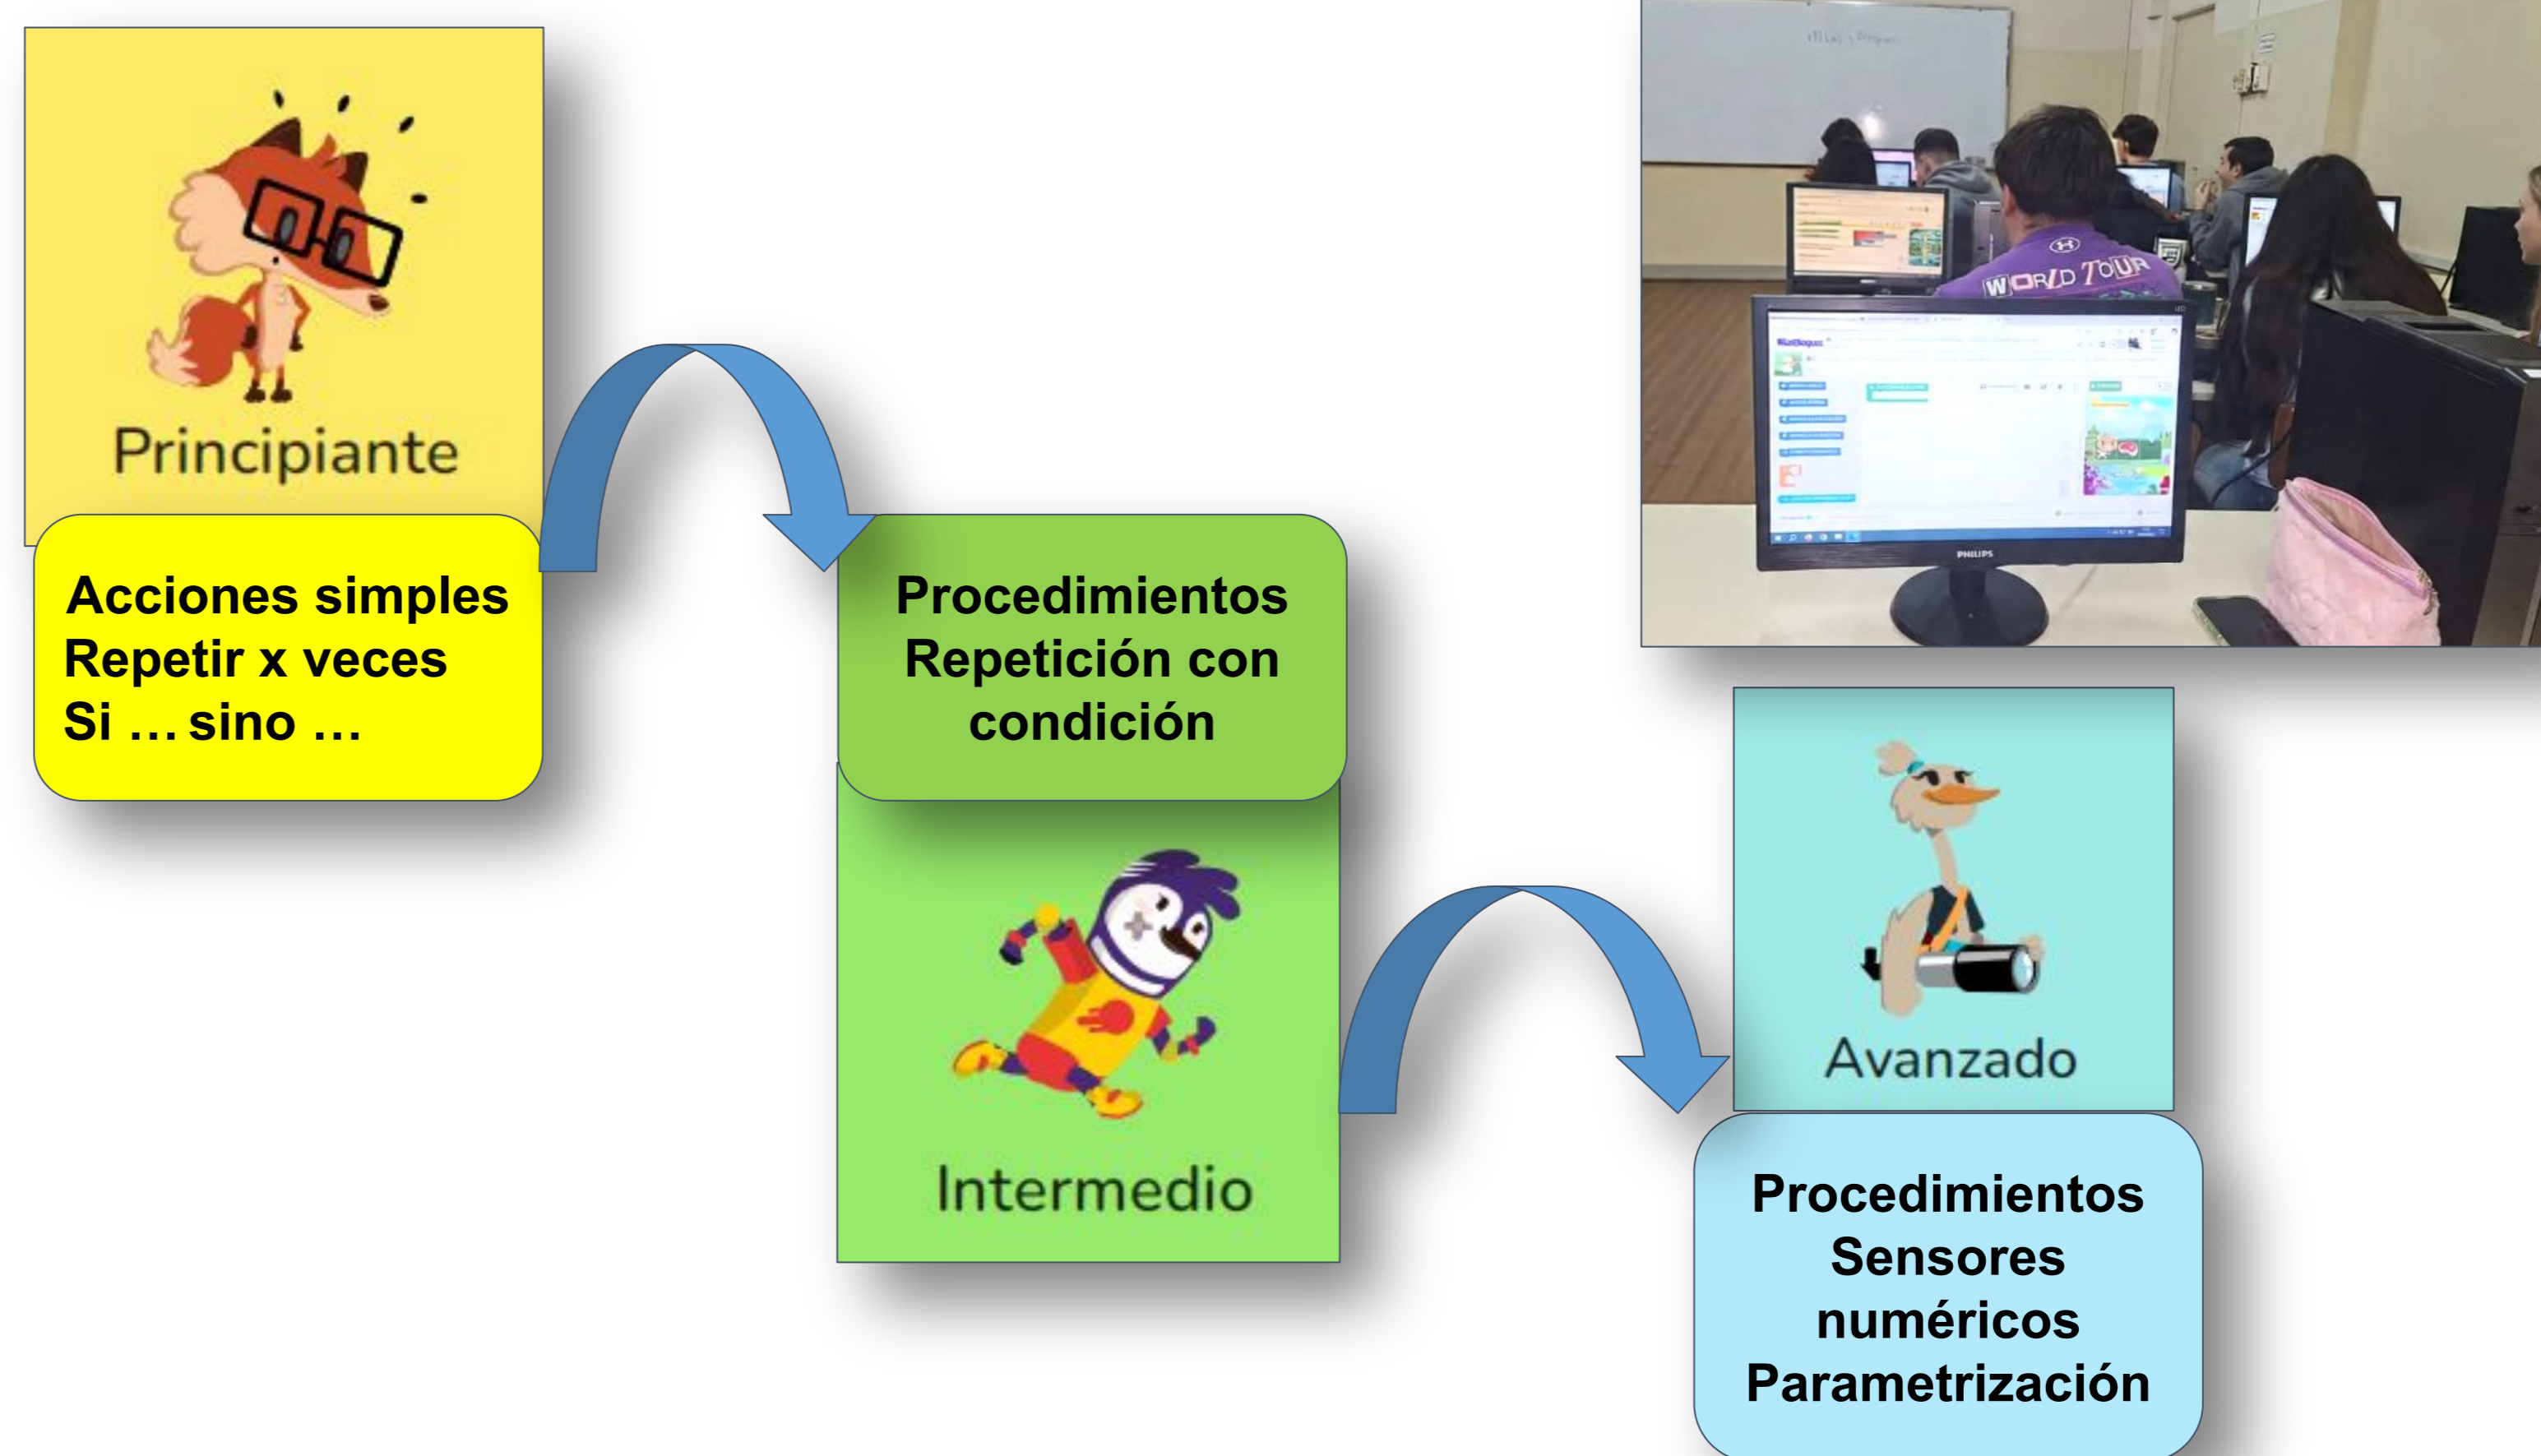 Principiante
Acciones simples
Repetir x veces
Si … sino …
Procedimientos
Repetición con
condición
Intermedio
WORLD TOUR
PHILIPS
Avanzado
Procedimientos
Sensores
numéricos
Parametrización